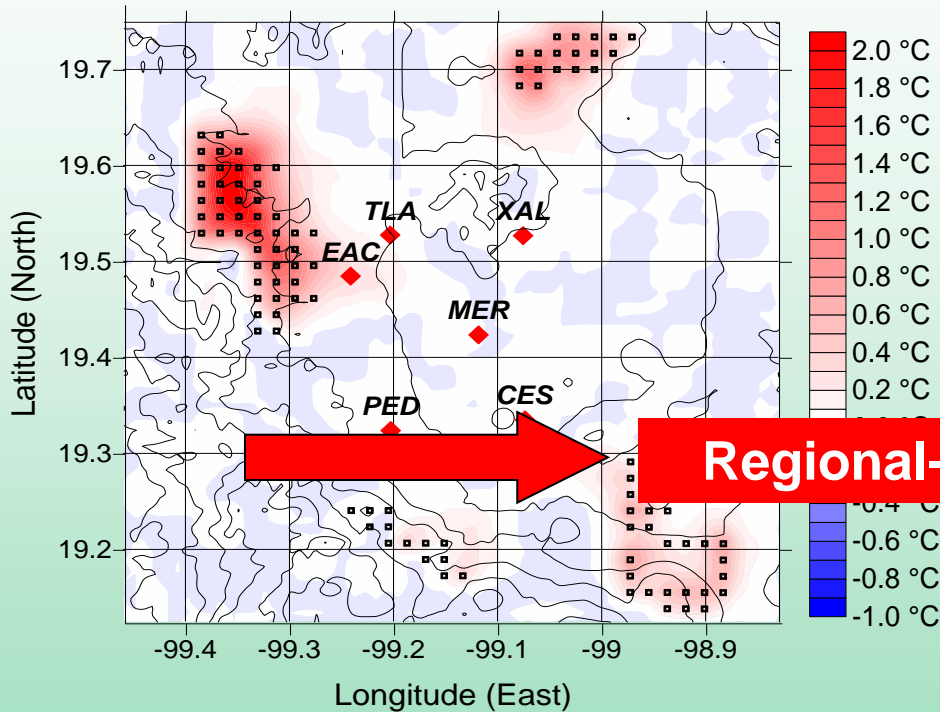 2.0 °C
1.8 °C
1.6 °C
1.4 °C
1.2 °C
1.0 °C
0.8 °C
0.6 °C
0.4 °C
0.2 °C
-0.4 °C
-0.6 °C
-0.8 °C
-1.0 °C
19.7
19.6
19.5
19.4
19.3
19.2
Latitude (North)
TLA
XAL
EAC
MER
PED
CES
Regional-
-99.4
-99.3
-99.2
-99.1
-99
-98.9
Longitude (East)